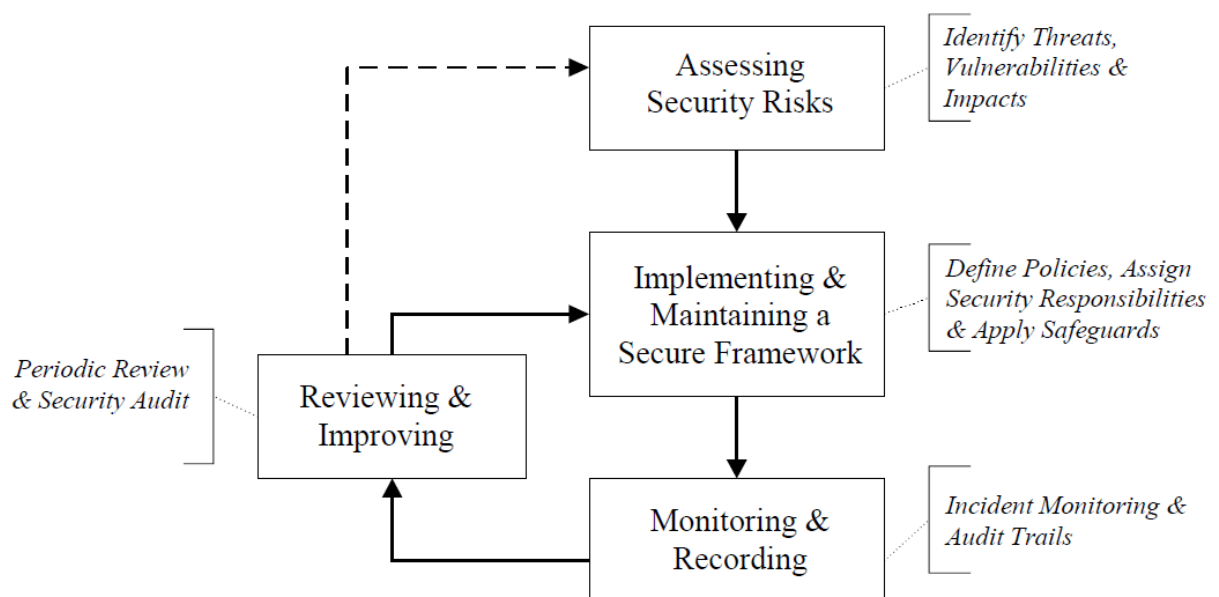 Assessing
Security Risks
Identify Threats,
Vulnerabilities &
Impacts
Implementing &
Maintaining a
Secure Framework
Define Policies, Assign
Security Responsibilities
& Apply Safeguards
Periodic Review
& Security Audit
Reviewing &
Improving
Monitoring &
Recording
Incident Monitoring &
Audit Trails